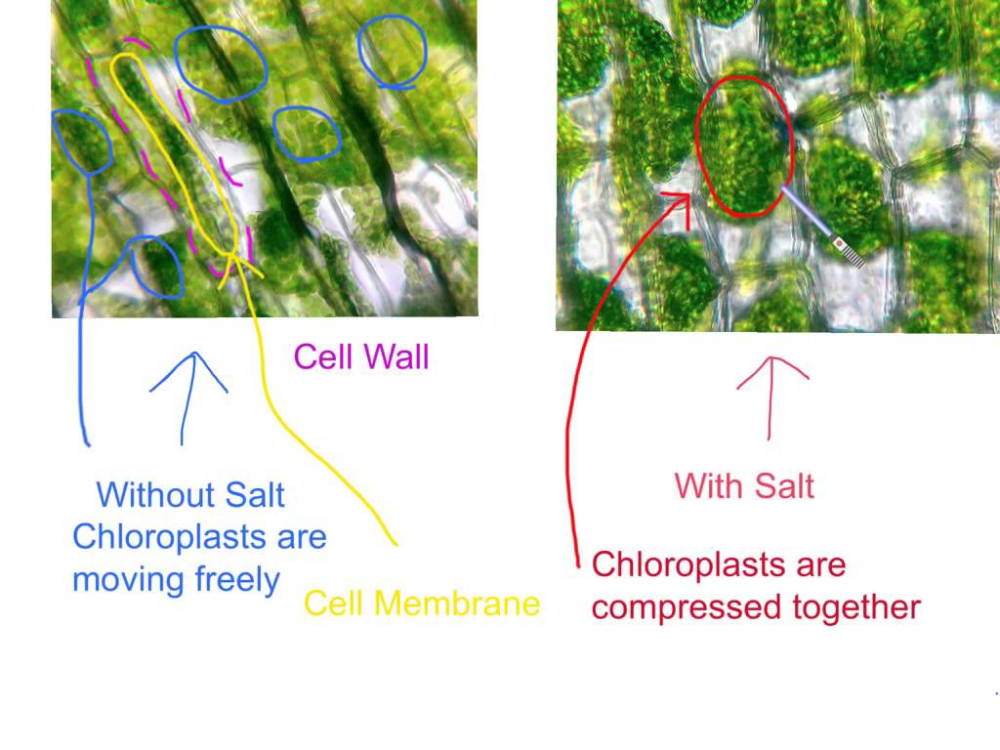 Cell Wall
Without Salt
Chloroplasts are
moving freely
Cell Membrane
With Salt
Chloroplasts are
compressed together